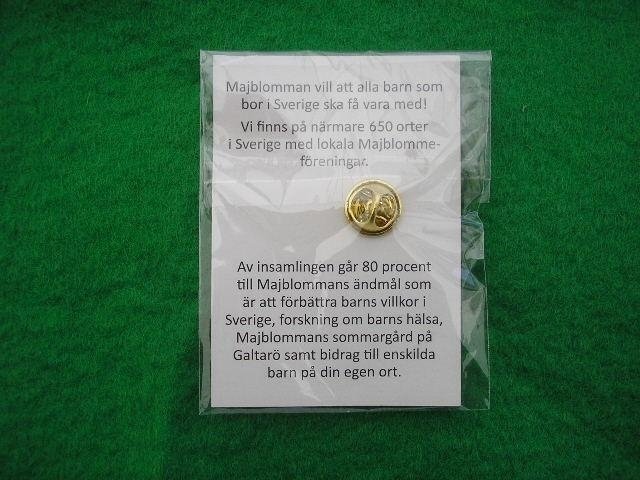 Majblomman vill att alla barn som
bor i Sverige ska få vara med!
Vi finns på närmare 650 orter
i Sverige med lokala Majblomme-
föreningar.
Av insamlingen går 80 procent
till Majblommans ändmål som
är att förbättra barns villkor i
Sverige, forskning om barns hälsa,
Majblommans sommargård på
Galtarö samt bidrag till enskilda
barn på din egen ort.